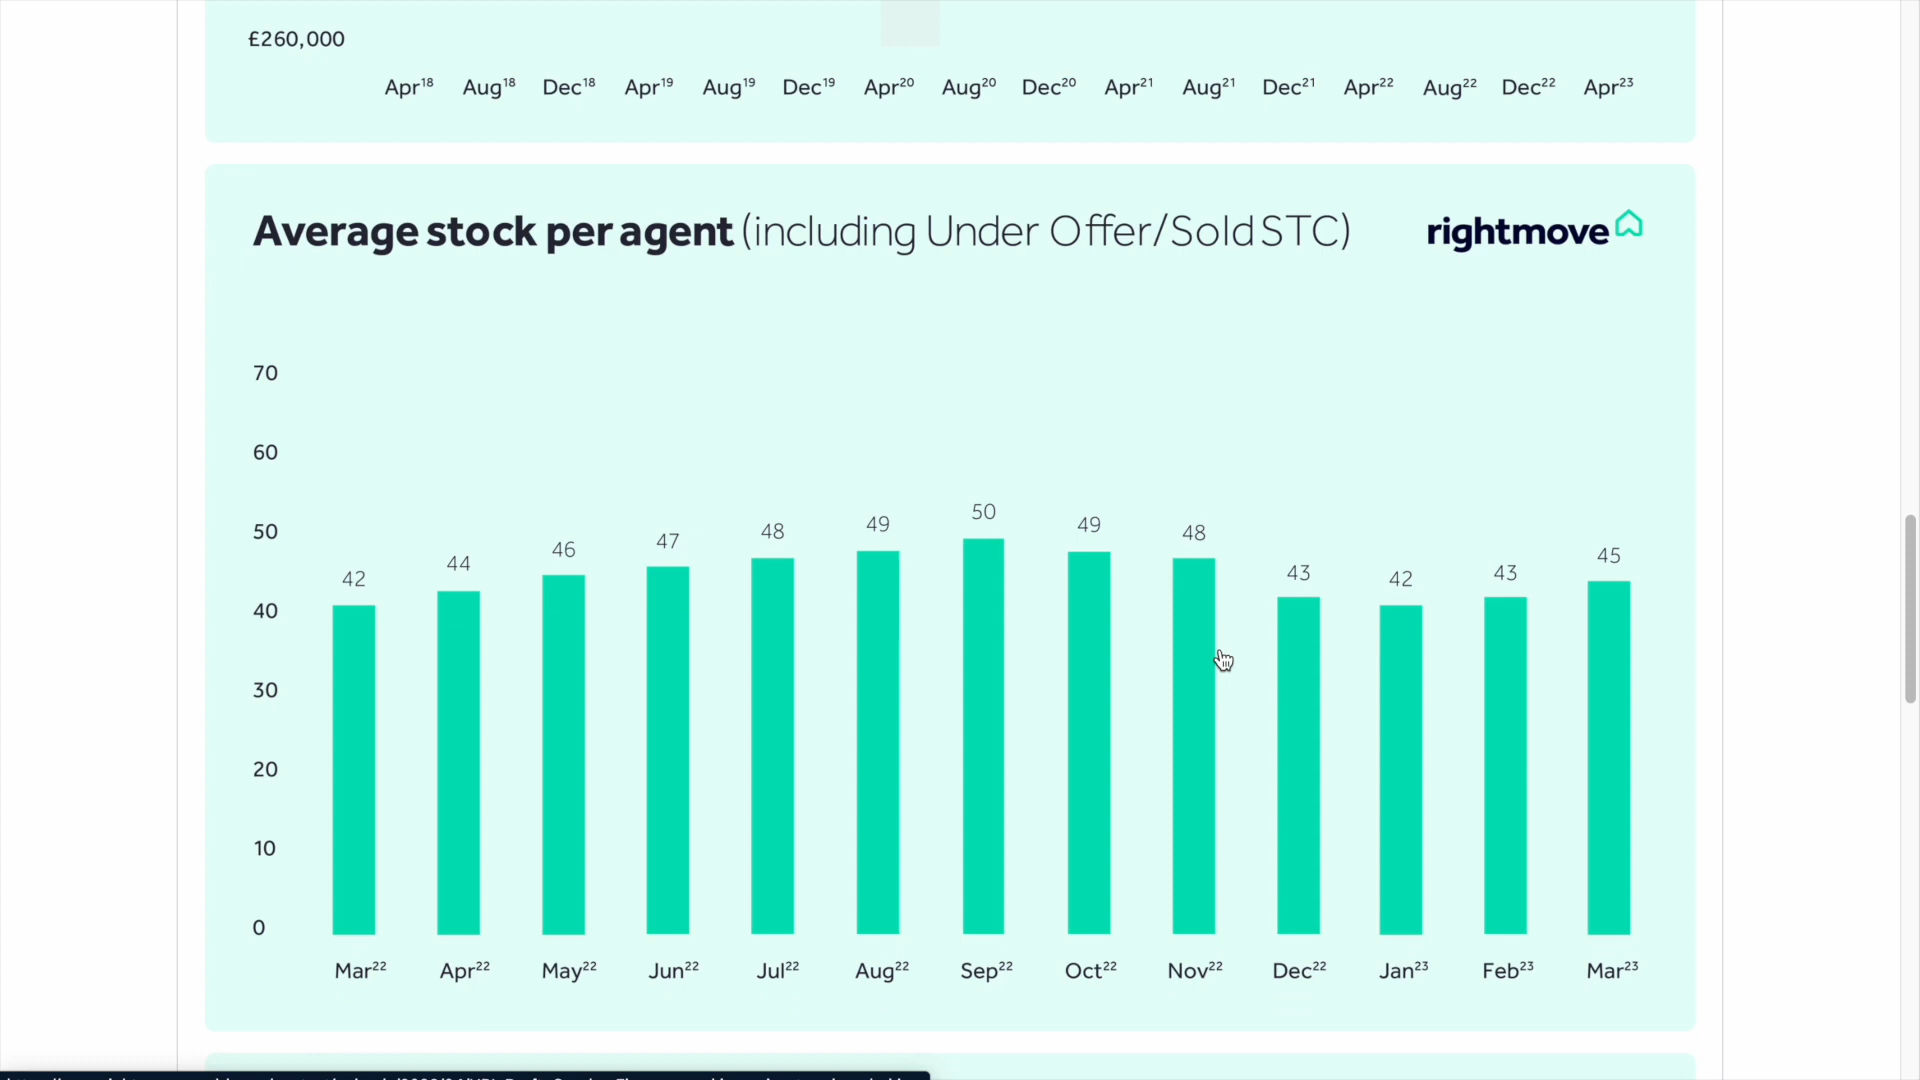 £260,000
Apr18 Aug18 Dec18 Apr19 Aug19 Dec19 Apr20 Aug20 Dec20 Apr21 Aug21 Dec21 Apr22 Aug22 Dec22 Apr23
Average stock per agent (including Under Offer/Sold STC)
rightmove
70
60
50
40
30
20
10
0
42 44 46 47 48 49 50 49 48 43 42 43 45
Mar22 Apr22 May22 Jun22 Jul22 Aug22 Sep22 Oct22 Nov22 Dec22 Jan23 Feb23 Mar23